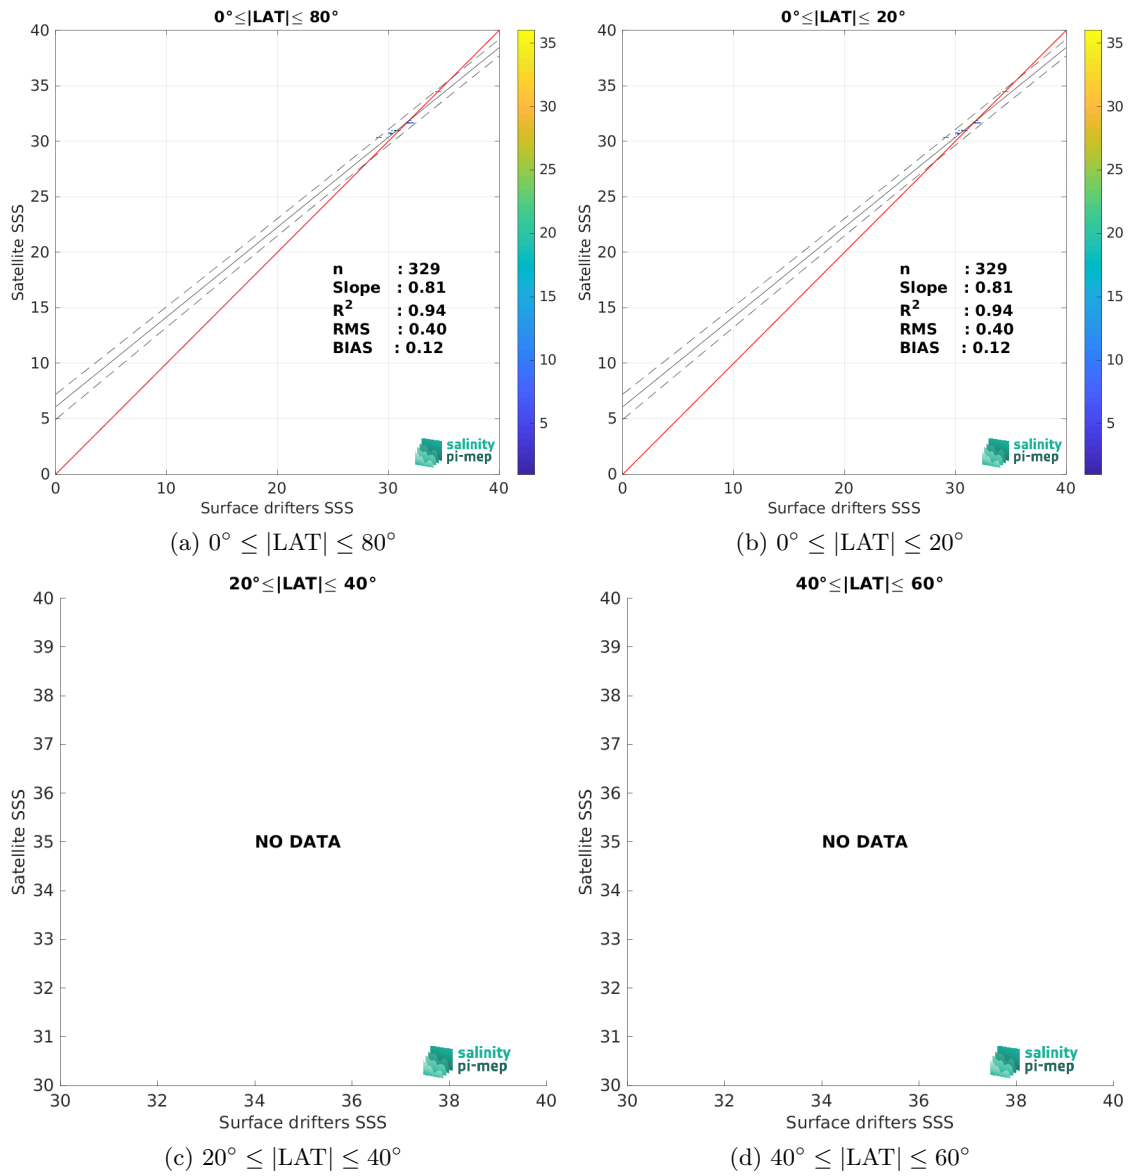 0°≤|LAT|≤ 80°
40
35
30
25
20
15
10
5
0
Satellite SSS
n : 329
Slope : 0.81
R² : 0.94
RMS : 0.40
BIAS : 0.12
salinity
pi-mep
0 10 20 30 40
Surface drifters SSS
35
30
25
20
15
10
5
(a) 0° ≤ |LAT| ≤ 80°
0°≤|LAT|≤ 20°
40
35
30
25
20
15
10
5
0
Satellite SSS
n : 329
Slope : 0.81
R² : 0.94
RMS : 0.40
BIAS : 0.12
salinity
pi-mep
0 10 20 30 40
Surface drifters SSS
35
30
25
20
15
10
5
(b) 0° ≤ |LAT| ≤ 20°
20°≤|LAT|≤ 40°
40
39
38
37
36
35
34
33
32
31
30
Satellite SSS
NO DATA
salinity
pi-mep
30 32 34 36 38 40
Surface drifters SSS
(c) 20° ≤ |LAT| ≤ 40°
40°≤|LAT|≤ 60°
40
39
38
37
36
35
34
33
32
31
30
Satellite SSS
NO DATA
salinity
pi-mep
30 32 34 36 38 40
Surface drifters SSS
(d) 40° ≤ |LAT| ≤ 60°